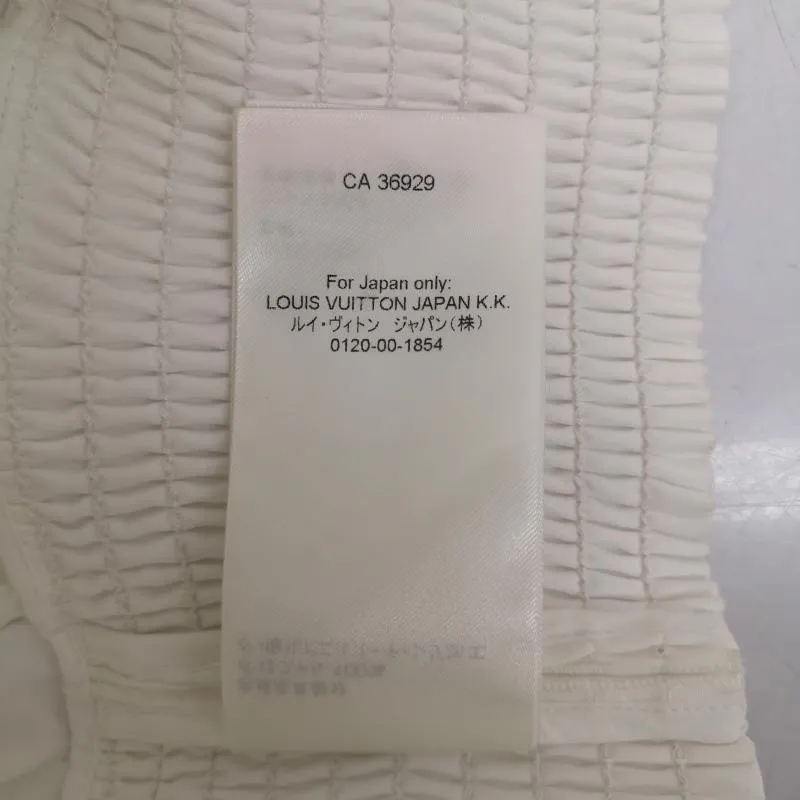 CA 36929
For Japan only:
LOUIS VUITTON JAPAN K.K.
ルイ・ヴィトン ジャパン(株)
0120-00-1854